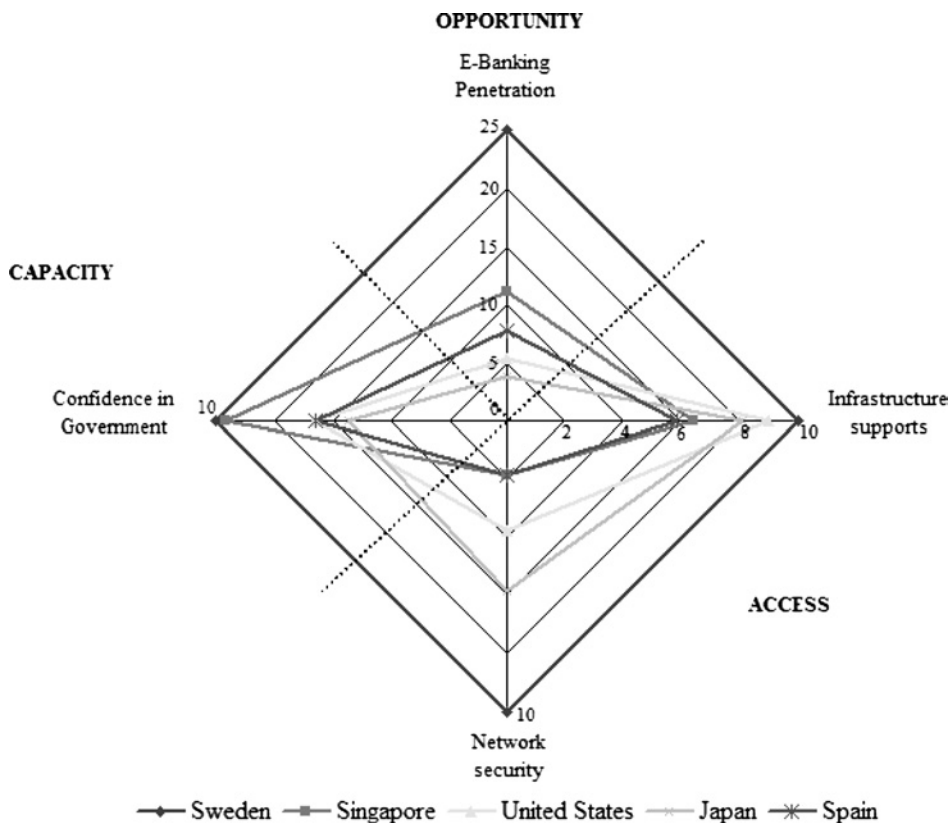 OPPORTUNITY
E-Banking
Penetration
25
20
15
CAPACITY
10
5
Confidence in
Government
10
0
2
4
6
8
10
Infrastructure
supports
ACCESS
10
Network
security
Sweden Singapore United States Japan Spain